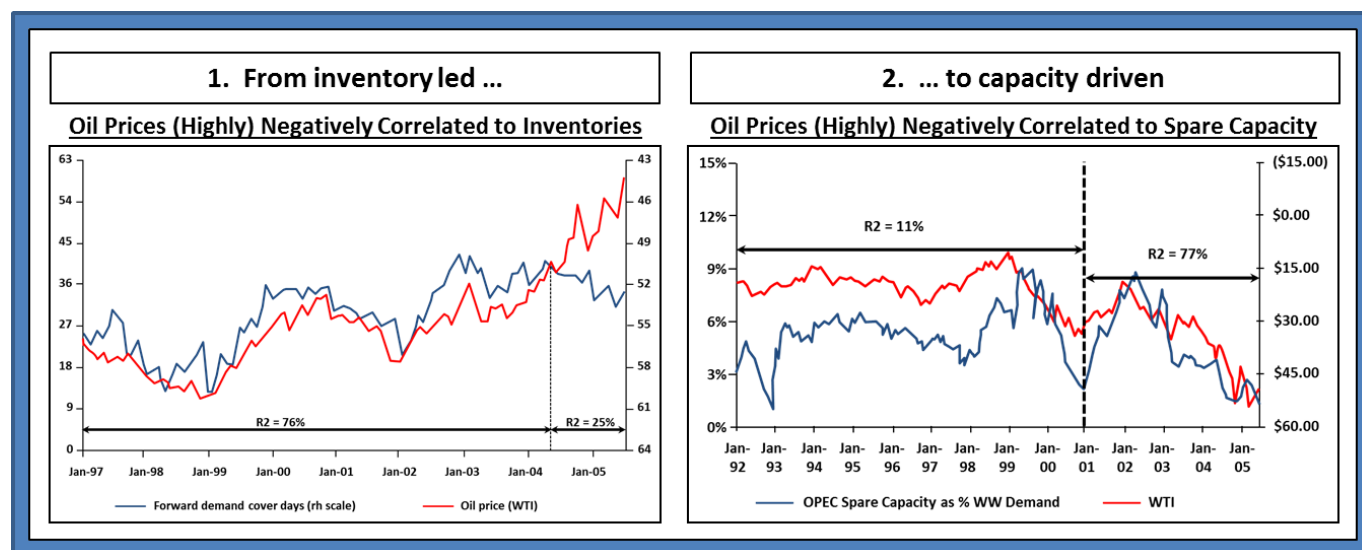 1. From inventory led …
Oil Prices (Highly) Negatively Correlated to Inventories
63
54
45
36
27
18
9
0
43
46
49
52
55
58
61
64
R2 = 76%
R2 = 25%
Jan-97
Jan-98
Jan-99
Jan-00
Jan-01
Jan-02
Jan-03
Jan-04
Jan-05
Forward demand cover days (rh scale)
Oil price (WTI)
2. … to capacity driven
Oil Prices (Highly) Negatively Correlated to Spare Capacity
15%
12%
9%
6%
3%
0%
($15.00)
$0.00
$15.00
$30.00
$45.00
$60.00
R2 = 11%
R2 = 77%
Jan-
92
Jan-
93
Jan-
94
Jan-
95
Jan-
96
Jan-
97
Jan-
98
Jan-
99
Jan-
00
Jan-
01
Jan-
02
Jan-
03
Jan-
04
Jan-
05
OPEC Spare Capacity as % WW Demand
WTI